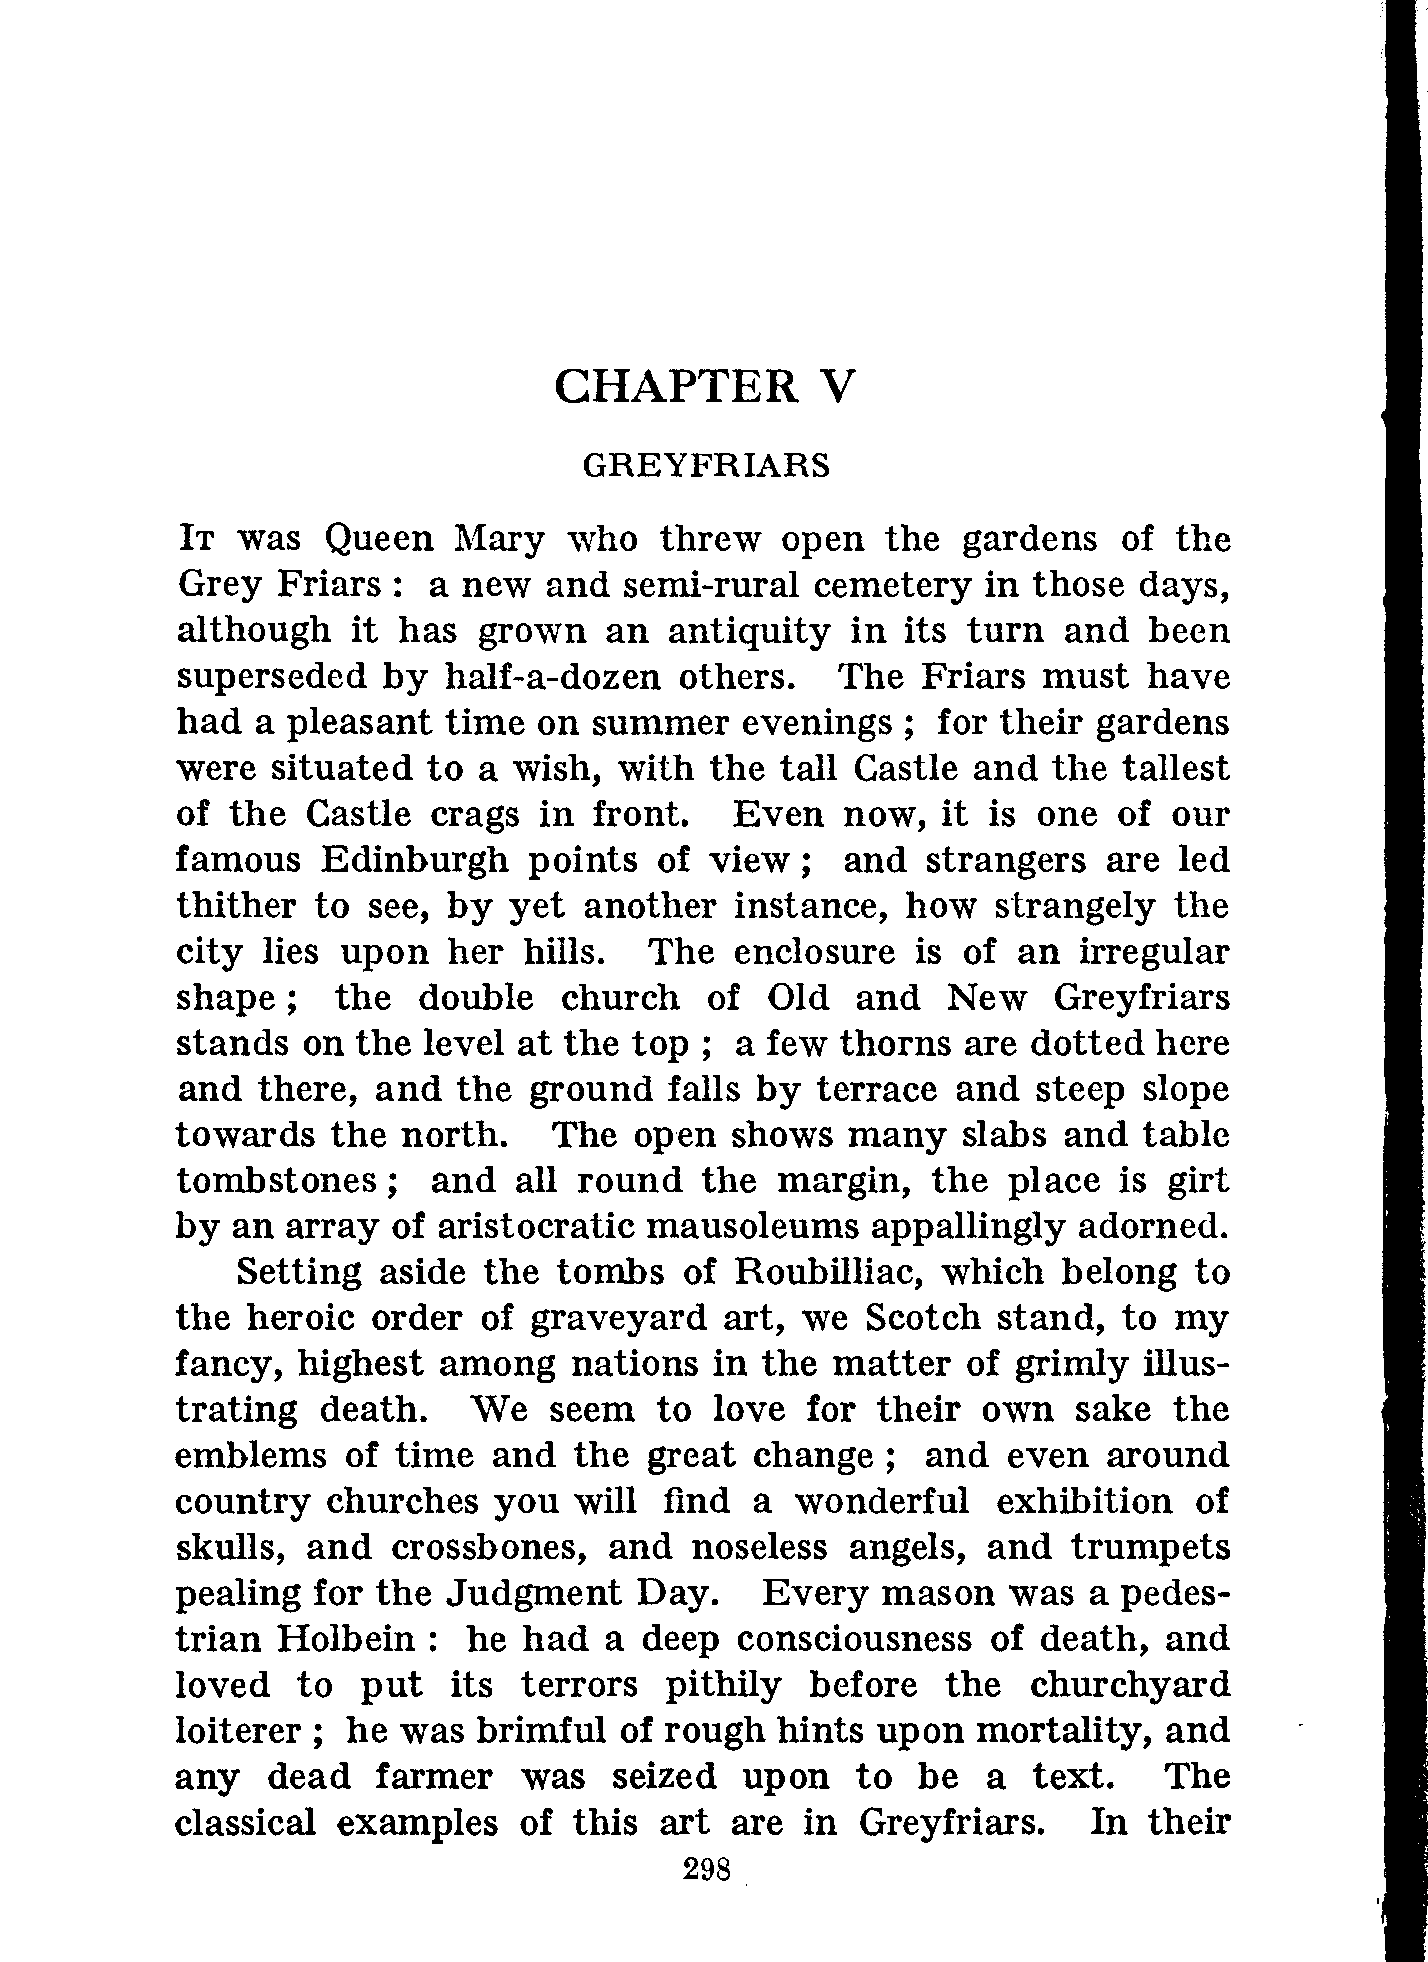 CHAPTER V
GREYFRIARS
IT was Queen Mary who threw open the gardens of the
Grey Friars : a new and semi-rural cemetery in those days,
although it has grown an antiquity in its turn and been
superseded by half-a-dozen others. The Friars must have
had a pleasant time on summer evenings ; for their gardens
were situated to a wish, with the tall Castle and the tallest
of the Castle crags in front. Even now, it is one of our
famous Edinburgh points of view ; and strangers are led
thither to see, by yet another instance, how strangely the
city lies upon her hills. The enclosure is of an irregular
shape ; the double church of Old and New Greyfriars
stands on the level at the top ; a few thorns are dotted here
and there, and the ground falls by terrace and steep slope
towards the north. The open shows many slabs and table
tombstones ; and all round the margin, the place is girt
by an array of aristocratic mausoleums appallingly adorned.
Setting aside the tombs of Roubilliac, which belong to
the heroic order of graveyard art, we Scotch stand, to my
fancy, highest among nations in the matter of grimly illus-
trating death. We seem to love for their own sake the
emblems of time and the great change ; and even around
country churches you will find a wonderful exhibition of
skulls, and crossbones, and noseless angels, and trumpets
pealing for the Judgment Day. Every mason was a pedes-
trian Holbein : he had a deep consciousness of death, and
loved to put its terrors pithily before the churchyard
loiterer ; he was brimful of rough hints upon mortality, and
any dead farmer was seized upon to be a text. The
classical examples of this art are in Greyfriars. In their
298